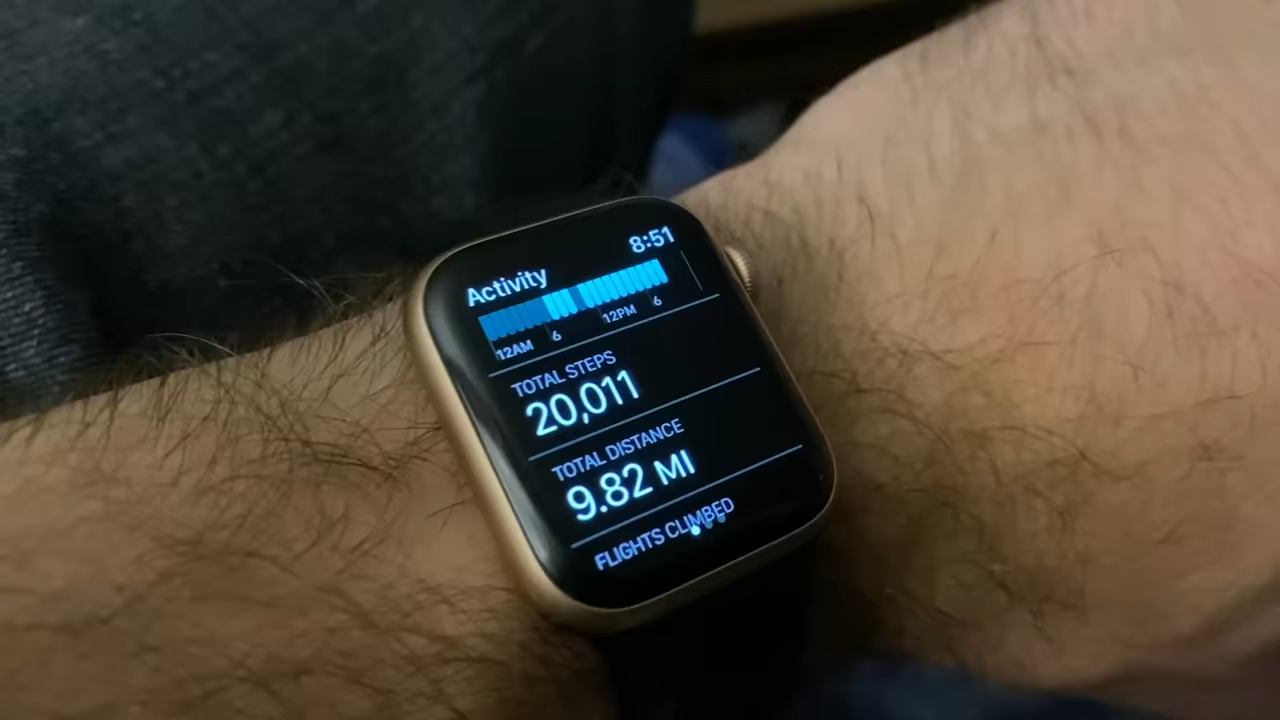 8:51
Activity
12AM 6 12PM 6
TOTAL STEPS
20,011
TOTAL DISTANCE
9.82 MI
FLIGHTS CLIMBED